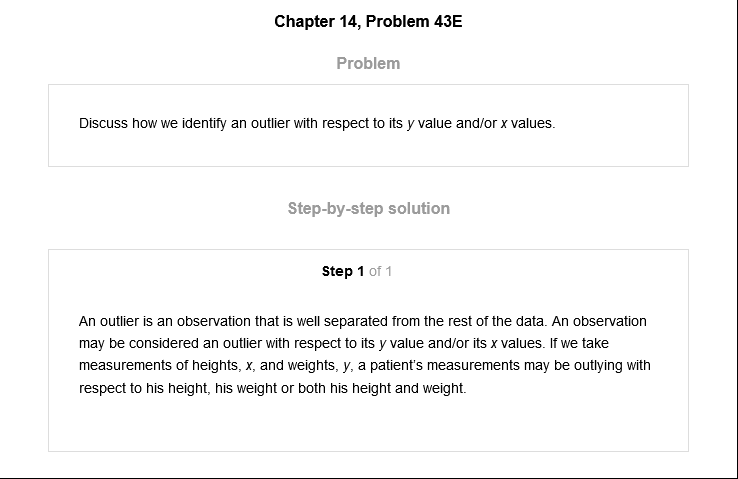 Chapter 14, Problem 43E
Problem
Discuss how we identify an outlier with respect to its y value and/or x values.
Step-by-step solution
Step 1 of 1
An outlier is an observation that is well separated from the rest of the data. An observation
may be considered an outlier with respect to its y value and/or its x values. If we take
measurements of heights, x, and weights, y, a patient's measurements may be outlying with
respect to his height, his weight or both his height and weight.